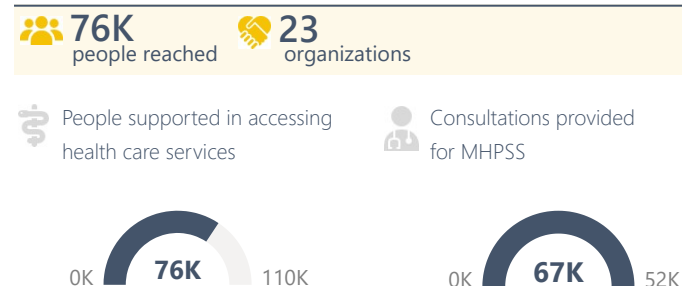 76K
people reached
23
organizations
People supported in accessing
health care services
Consultations provided
for MHPSS
0K
76K
110K
0K
67K
52K